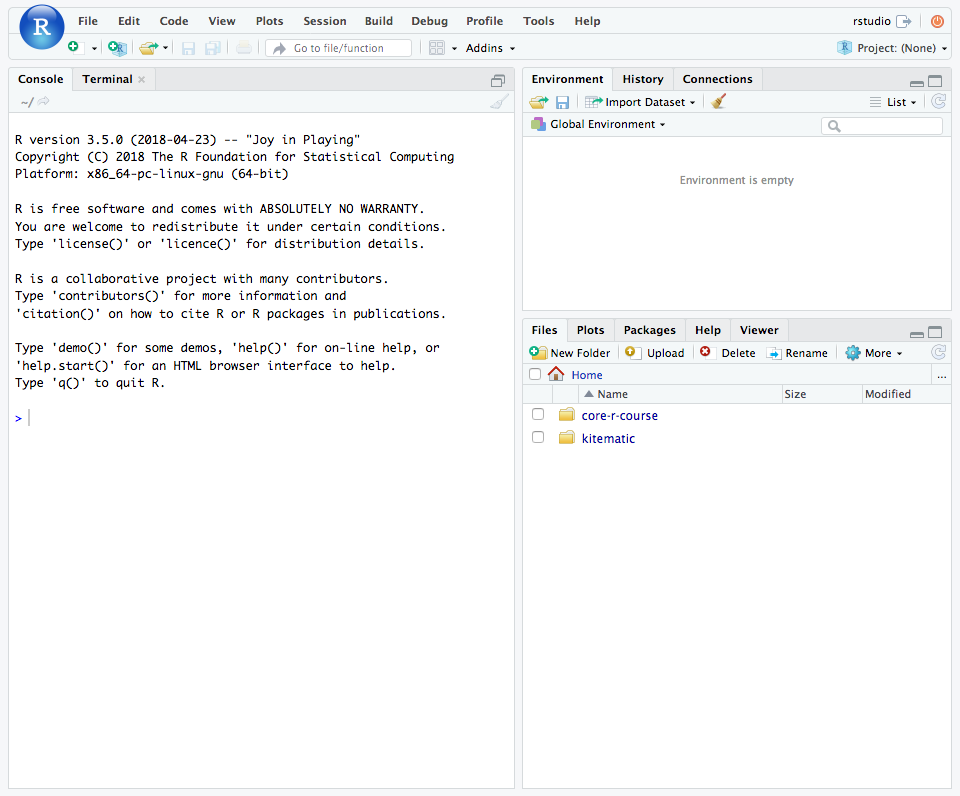 R
File Edit Code View Plots Session Build Debug Profile Tools Help
rstudio
Go to file/function
Addins
Project: (None)
Console Terminal
~/
R version 3.5.0 (2018-04-23) -- "Joy in Playing"
Copyright (C) 2018 The R Foundation for Statistical Computing
Platform: x86_64-pc-linux-gnu (64-bit)
R is free software and comes with ABSOLUTELY NO WARRANTY.
You are welcome to redistribute it under certain conditions.
Type 'license()' or 'licence()' for distribution details.
R is a collaborative project with many contributors.
Type 'contributors()' for more information and
'citation()' on how to cite R or R packages in publications.
Type 'demo()' for some demos, 'help()' for on-line help, or
'help.start()' for an HTML browser interface to help.
Type 'q()' to quit R.
>
Environment History Connections
Import Dataset
List
Global Environment
Environment is empty
Files Plots Packages Help Viewer
New Folder Upload Delete Rename More
Home
...
Name Size Modified
core-r-course
kitematic